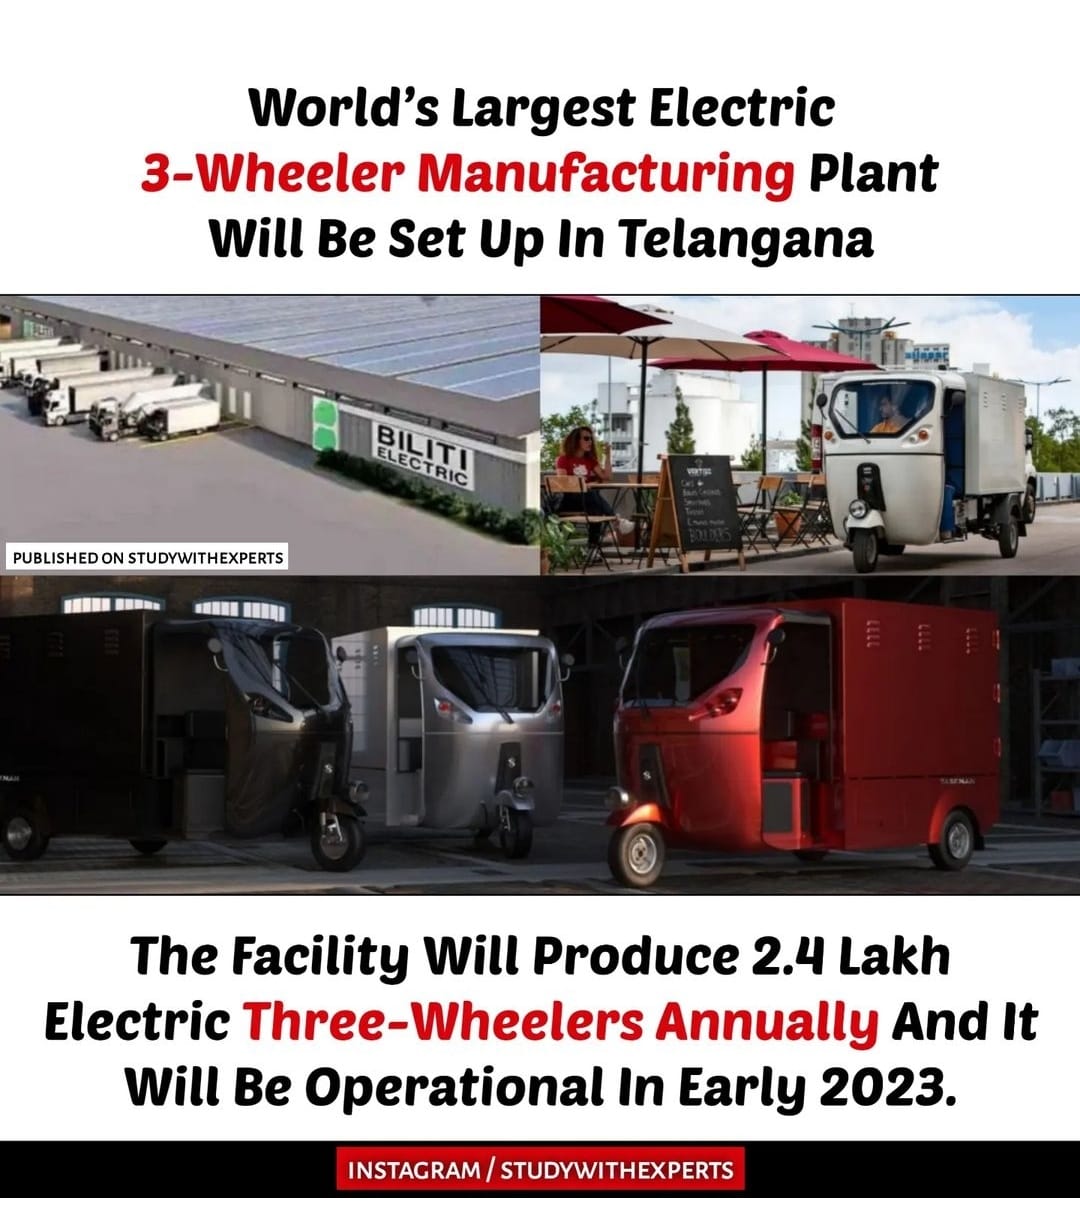 World's Largest Electric
3-Wheeler Manufacturing Plant
Will Be Set Up In Telangana
BILITI
ELECTRIC
PUBLISHED ON STUDYWITHEXPERTS
BOULDERS
TASKMAN
The Facility Will Produce 2.4 Lakh
Electric Three-Wheelers Annually And It
Will Be Operational In Early 2023.
INSTAGRAM / STUDYWITHEXPERTS